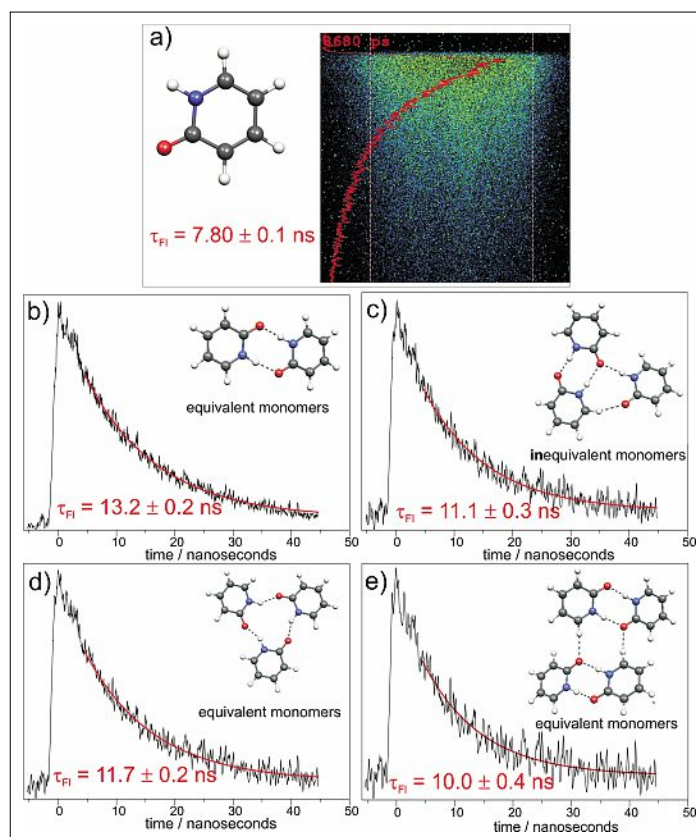 a)
8680 ps
τFl = 7.80 ± 0.1 ns
b)
equivalent monomers
τFl = 13.2 ± 0.2 ns
0 10 20 30 40 50
time / nanoseconds
c)
inequivalent monomers
τFl = 11.1 ± 0.3 ns
0 10 20 30 40 50
time / nanoseconds
d)
equivalent monomers
τFl = 11.7 ± 0.2 ns
0 10 20 30 40 50
time / nanoseconds
e)
equivalent monomers
τFl = 10.0 ± 0.4 ns
0 10 20 30 40 50
time / nanoseconds